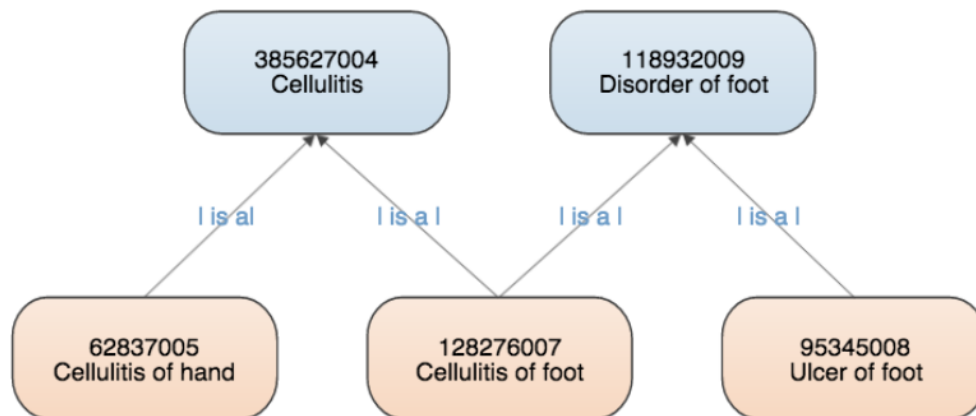 385627004
Cellulitis
118932009
Disorder of foot
| is a|
| is a |
| is a |
| is a |
62837005
Cellulitis of hand
128276007
Cellulitis of foot
95345008
Ulcer of foot